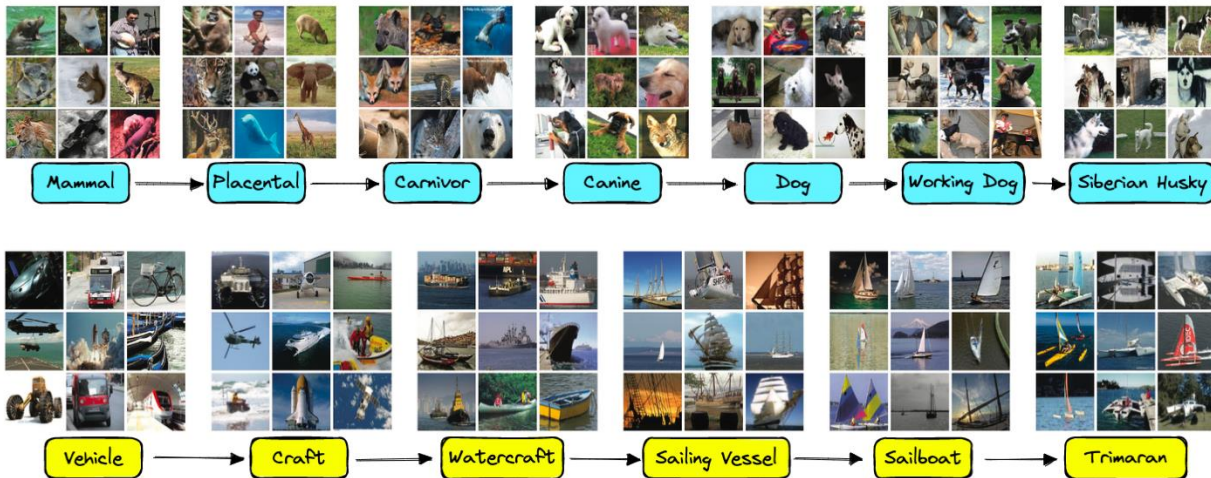 Mammal
Placental
Carnivor
Canine
Dog
Working Dog
Siberian Husky
Vehicle
Craft
Watercraft
Sailing Vessel
Sailboat
Trimaran